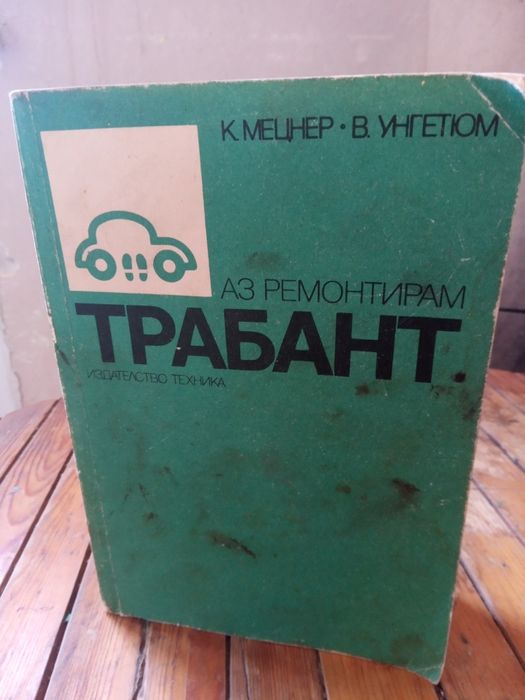 К. МЕЦНЕР • В. УНГЕТЮМ
АЗ РЕМОНТИРАМ
ТРАБАНТ
ИЗДАТЕЛСТВО ТЕХНИКА